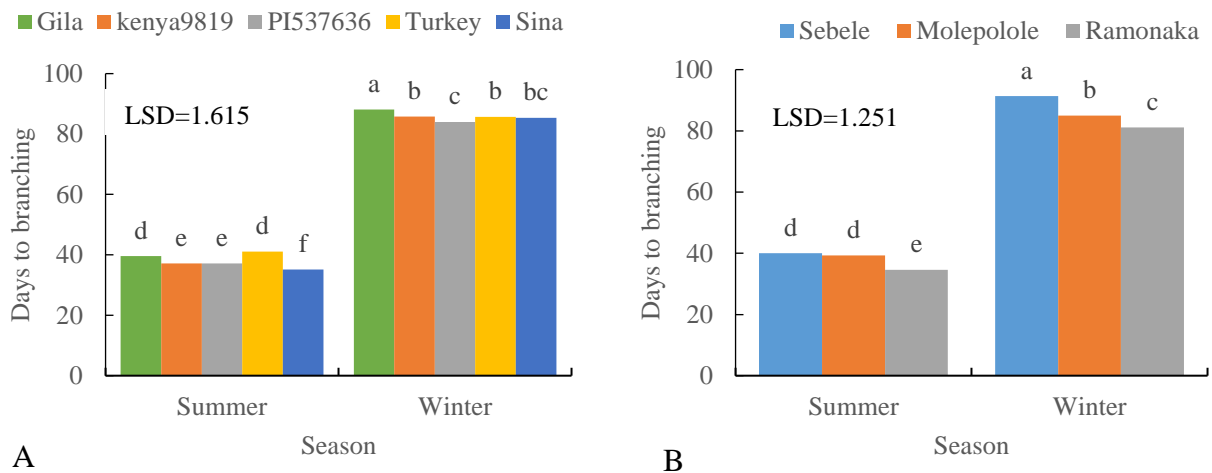 Gila kenya9819 PI537636 Turkey Sina
LSD=1.615
Days to branching
100
80
60
40
20
0
d e e d f
a b c b bc
Summer Winter
Season
A
Sebele Molepolole Ramonaka
LSD=1.251
Days to branching
100
80
60
40
20
0
d d e
a b c
Summer Winter
Season
B